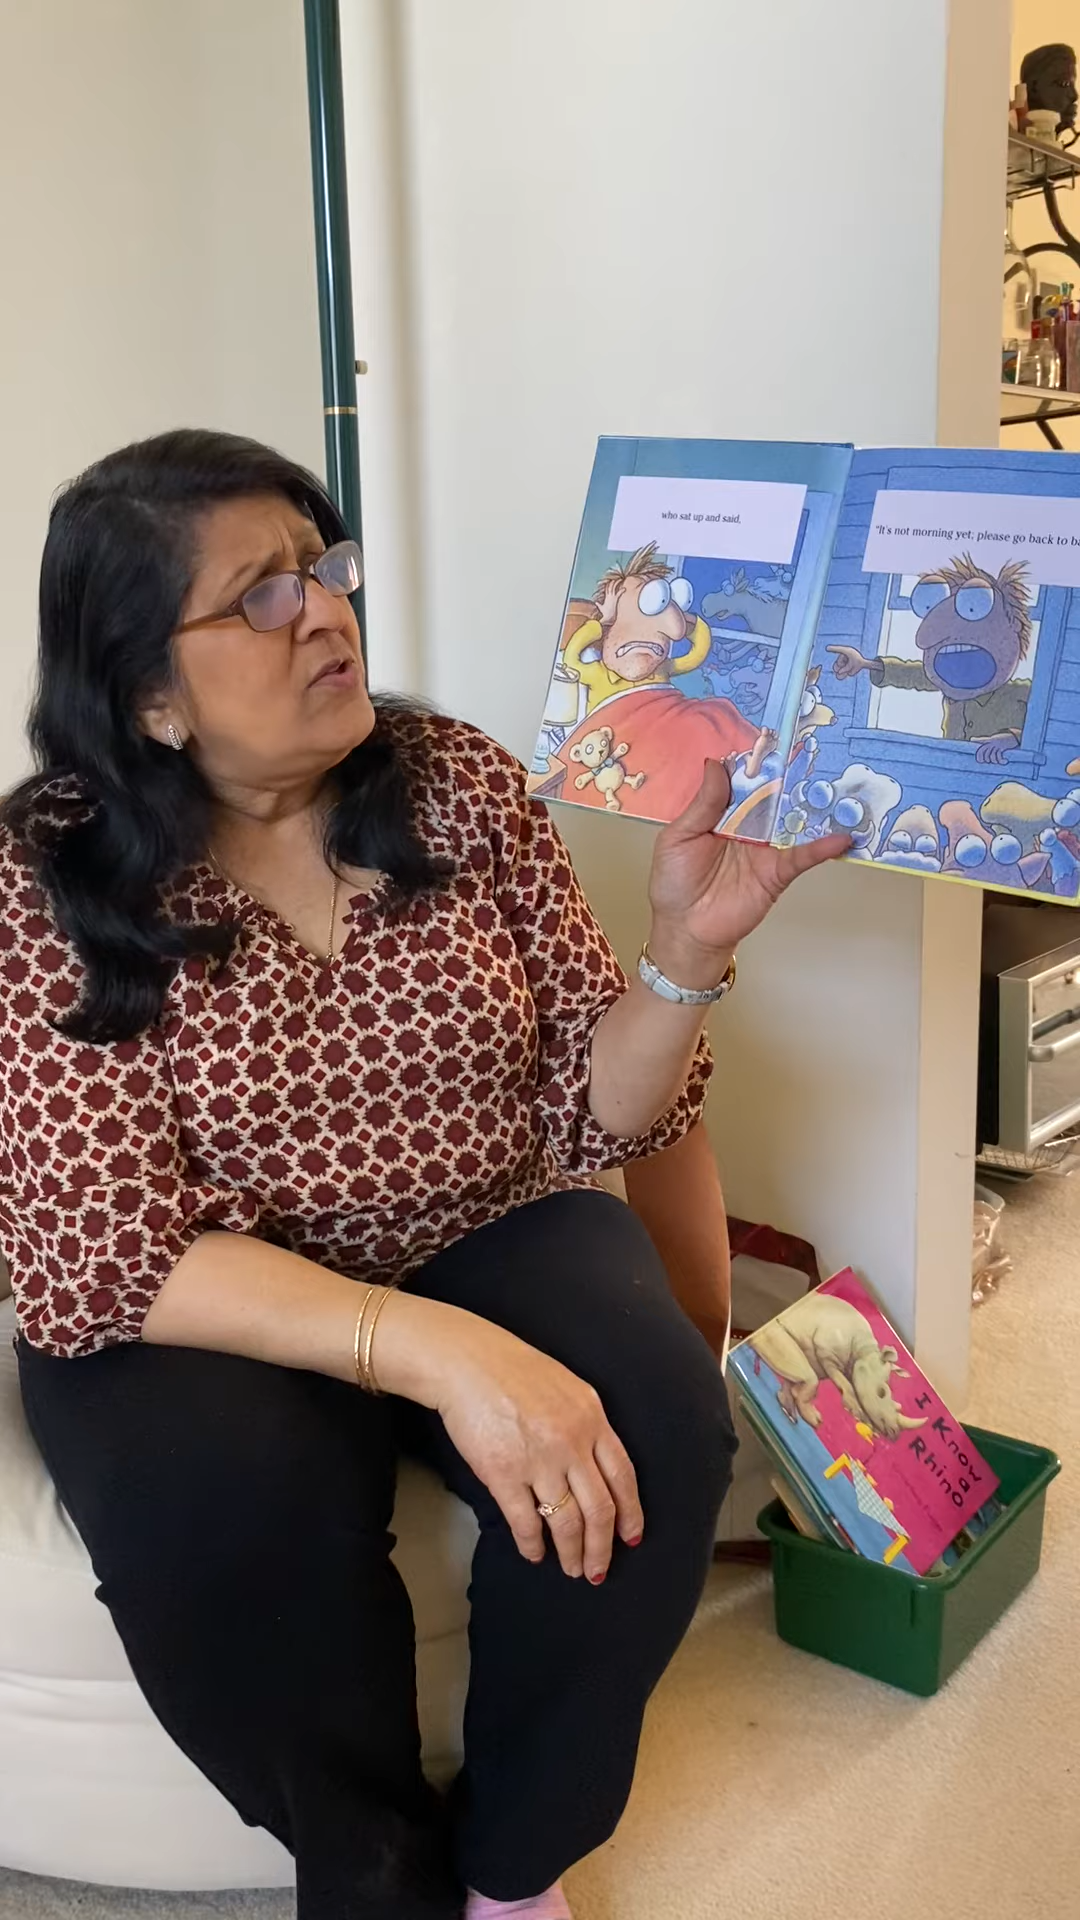 who sat up and said,
"It's not morning yet; please go back to
I Know
a
Rhino